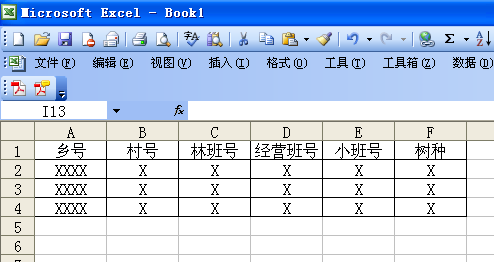 Microsoft Excel - Book1
文件(F) 编辑(E) 视图(V) 插入(I) 格式(O) 工具(T) 工具箱(Z) 数据(D)
I13 fx
A B C D E F
1 乡号 村号 林班号 经营班号 小班号 树种
2 XXXX X X X X X
3 XXXX X X X X X
4 XXXX X X X X X
5
6
7